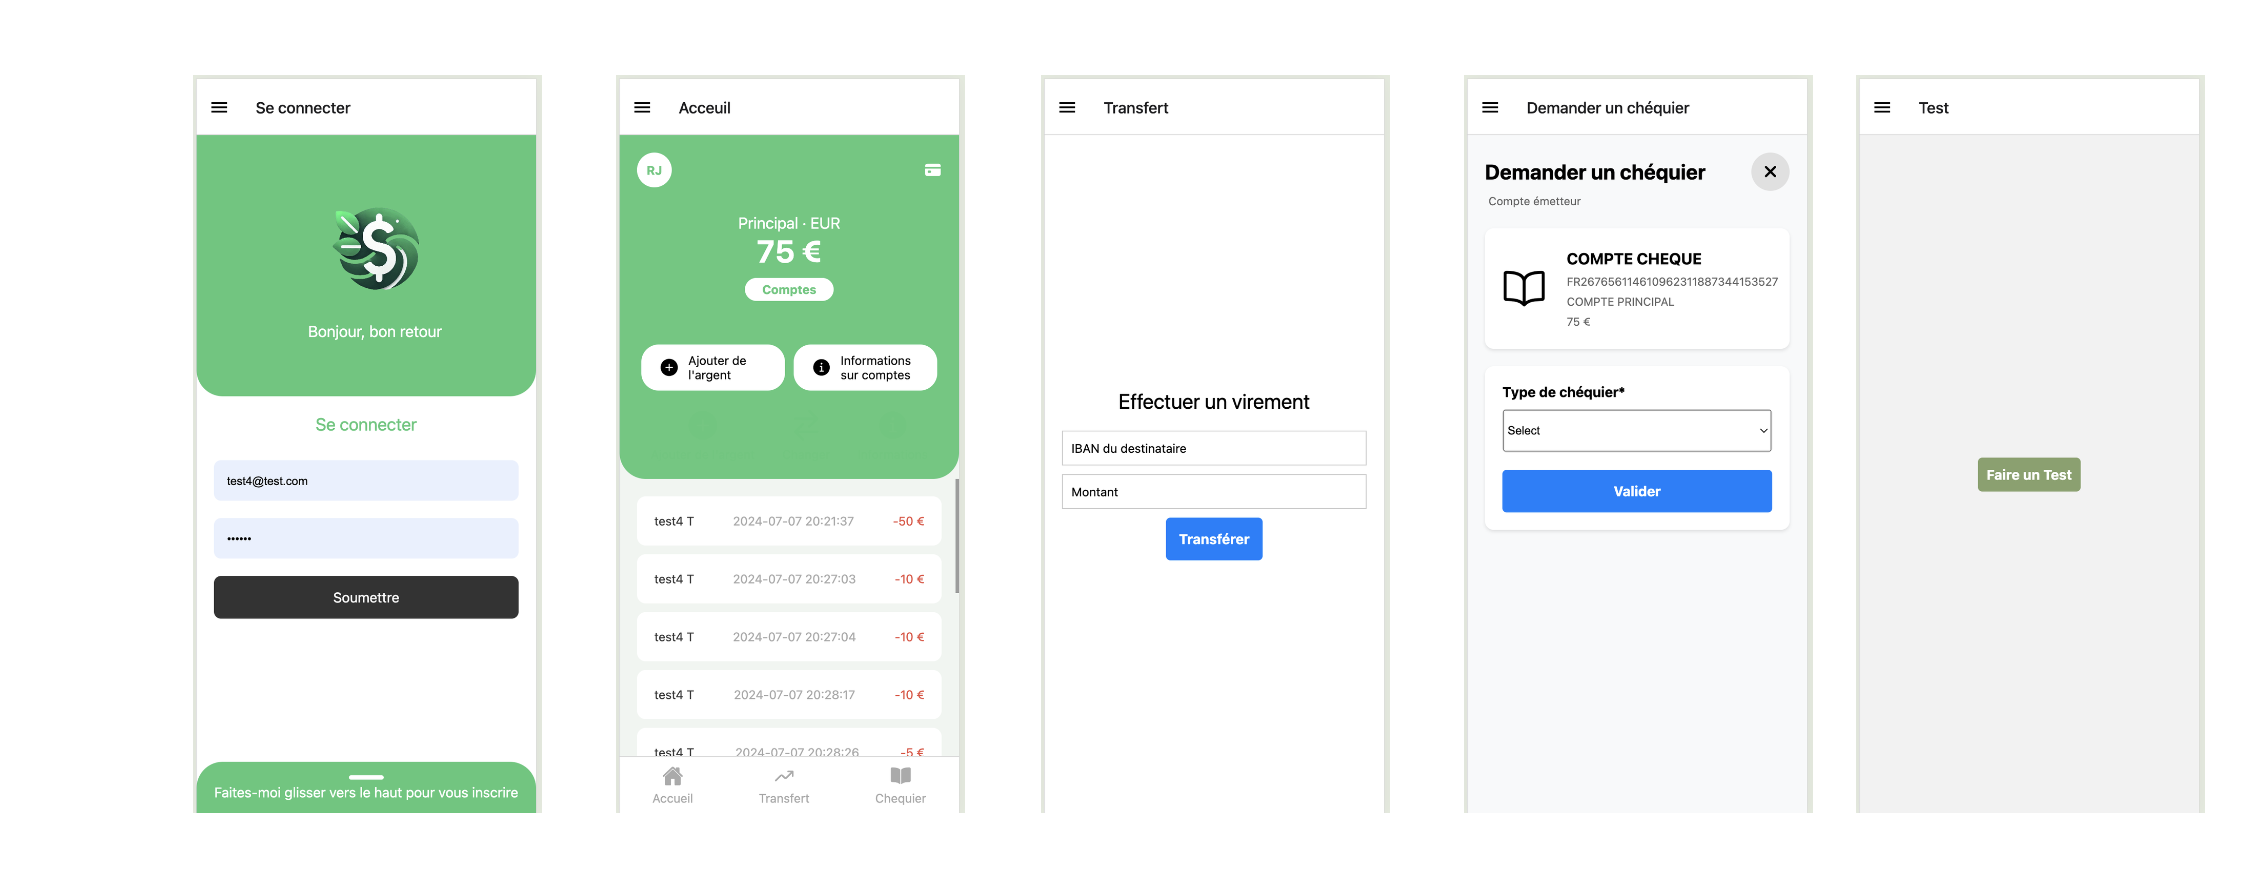 Se connecter
Bonjour, bon retour
Se connecter
test4@test.com
••••••
Soumettre
Faites-moi glisser vers le haut pour vous inscrire
Acceuil
RJ
Principal · EUR
75 €
Comptes
Ajouter de
l'argent
Informations
sur comptes
test4 T 2024-07-07 20:21:37 -50 €
test4 T 2024-07-07 20:27:03 -10 €
test4 T 2024-07-07 20:27:04 -10 €
test4 T 2024-07-07 20:28:17 -10 €
test4 T 2024-07-07 20:28:26 -5 €
Accueil Transfert Chequier
Transfert
Effectuer un virement
IBAN du destinataire
Montant
Transférer
Demander un chéquier
Demander un chéquier
Compte émetteur
COMPTE CHEQUE
FR2676561146109623118873441535​27
COMPTE PRINCIPAL
75 €
Type de chéquier*
Select
Valider
Test
Faire un Test